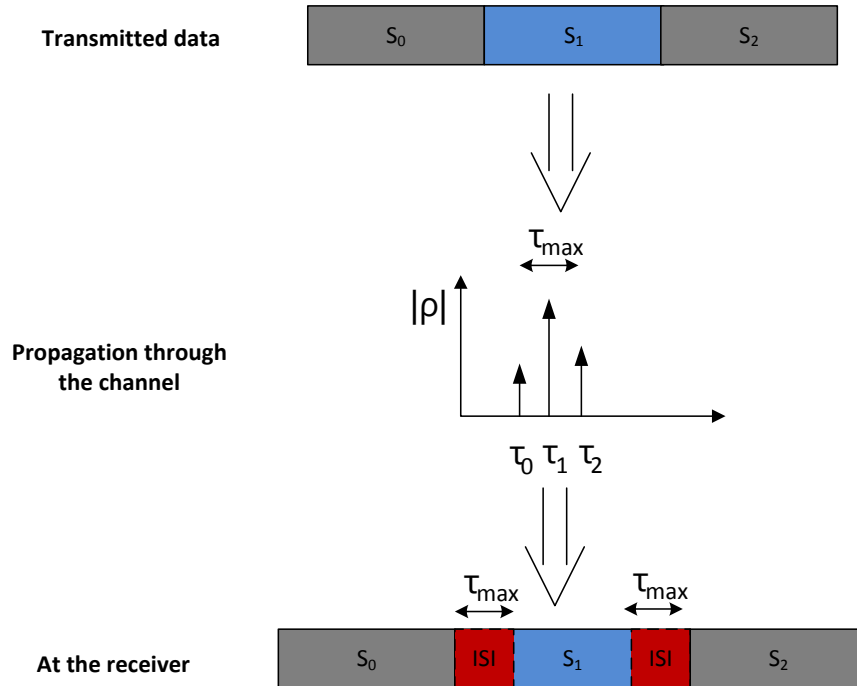 Transmitted data
S₀ S₁ S₂
τmax
|ρ|
Propagation through
the channel
τ₀ τ₁ τ₂
τmax τmax
At the receiver
S₀ ISI S₁ ISI S₂